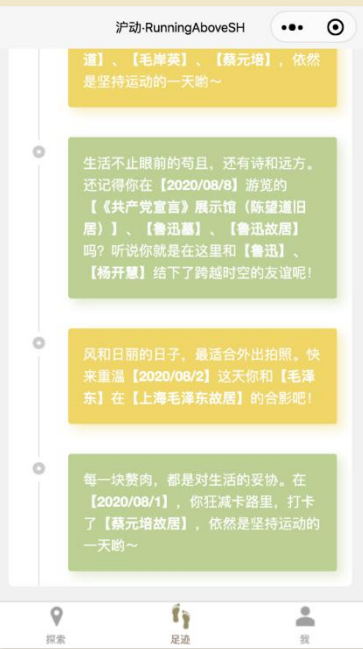 沪动·RunningAboveSH
道】、【毛岸英】、【蔡元培】，依然
是坚持运动的一天哟～
生活不止眼前的苟且，还有诗和远方。
还记得你在【2020/08/8】游览的
【《共产党宣言》展示馆（陈望道旧
居）】、【鲁迅墓】、【鲁迅故居】
吗？听说你就是在这里和【鲁迅】、
【杨开慧】结下了跨越时空的友谊呢！
风和日丽的日子，最适合外出拍照。快
来重温【2020/08/2】这天你和【毛泽
东】在【上海毛泽东故居】的合影吧！
每一块赘肉，都是对生活的妥协。在
【2020/08/1】，你狂减卡路里，打卡
了【蔡元培故居】，依然是坚持运动的
一天哟～
探索
足迹
我